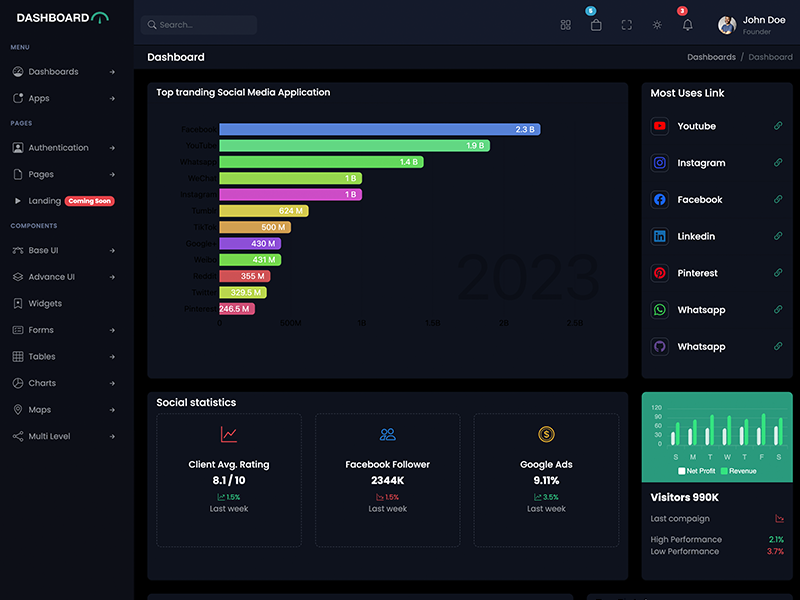 DASHBOARD
Search...
5
3
John Doe
Founder
MENU
Dashboards
Apps
PAGES
Authentication
Pages
Landing Coming Soon
COMPONENTS
Base UI
Advance UI
Widgets
Forms
Tables
Charts
Maps
Multi Level
Dashboard
Dashboards / Dashboard
Top tranding Social Media Application
Facebook 2.3 B
YouTube 1.9 B
Whatsapp 1.4 B
WeChat 1 B
Instagram 1 B
Tumblr 624 M
TikTok 500 M
Google+ 430 M
Weibo 431 M
Reddit 355 M
Twitter 329.5 M
Pinterest 246.5 M
2023
0 500M 1B 1.5B 2B 2.5B
Most Uses Link
Youtube
Instagram
Facebook
Linkedin
Pinterest
Whatsapp
Whatsapp
Social statistics
Client Avg. Rating
8.1 / 10
1.5%
Last week
Facebook Follower
2344K
1.5%
Last week
Google Ads
9.11%
3.5%
Last week
120
90
60
30
0
S M T W T F S
Net Profit Revenue
Visitors 990K
Last compaign
High Performance 2.1%
Low Performance 3.7%